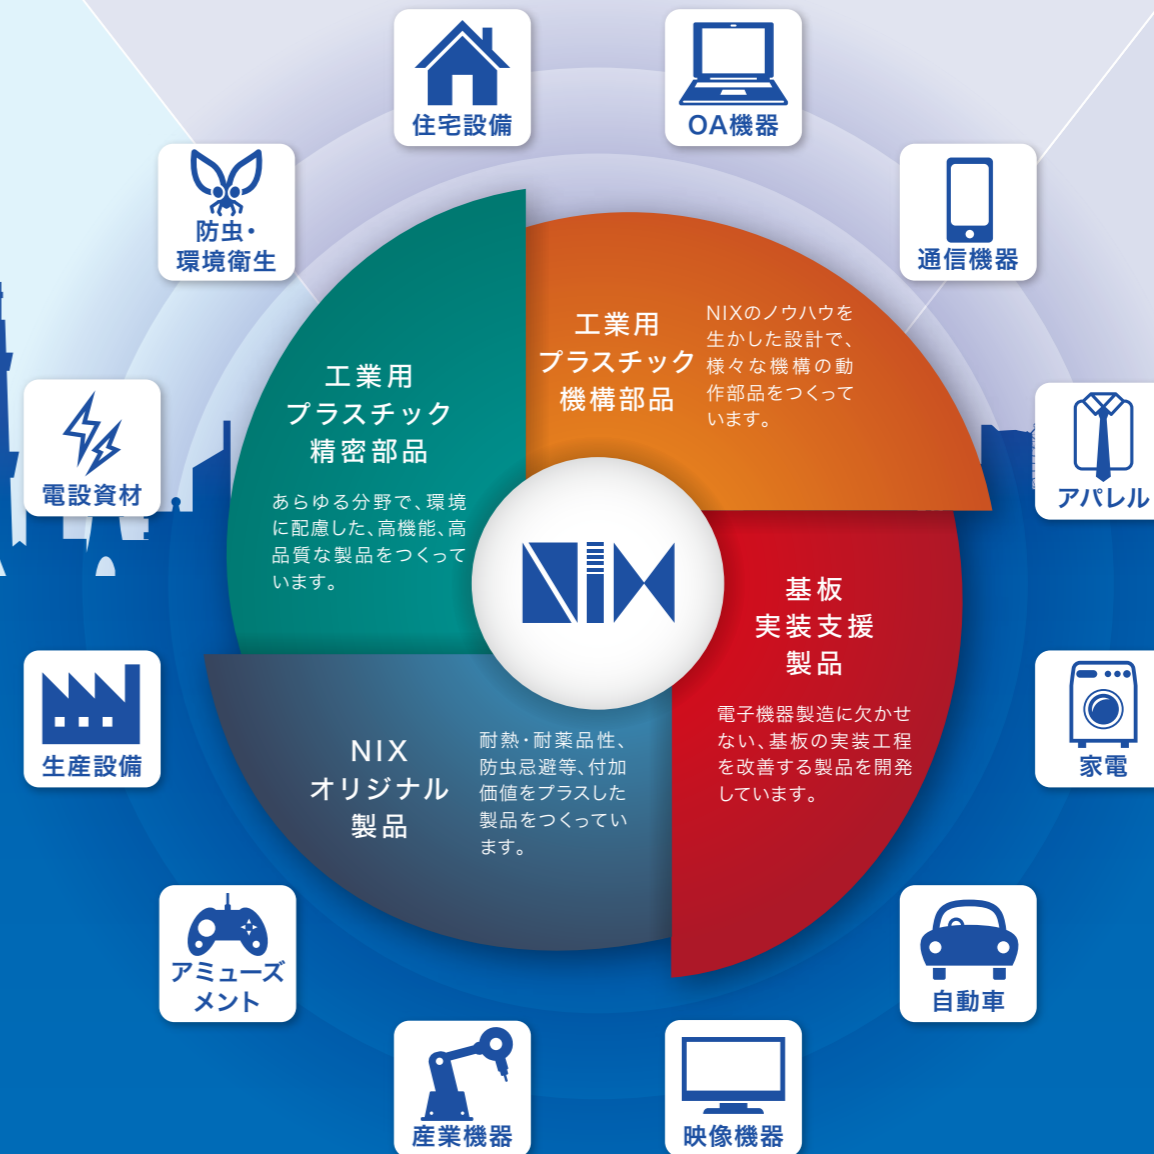 住宅設備
OA機器
防虫・
環境衛生
通信機器
電設資材
アパレル
生産設備
家電
アミューズ
メント
自動車
産業機器
映像機器
工業用
プラスチック
精密部品
あらゆる分野で、環境
に配慮した、高機能、高
品質な製品をつくって
います。
工業用
プラスチック
機構部品
NIXのノウハウを
生かした設計で、
様々な機構の動
作部品をつくって
います。
NiX
基板
実装支援
製品
電子機器製造に欠かせ
ない、基板の実装工程
を改善する製品を開発
しています。
NIX
オリジナル
製品
耐熱・耐薬品性、
防虫忌避等、付加
価値をプラスした
製品をつくってい
ます。